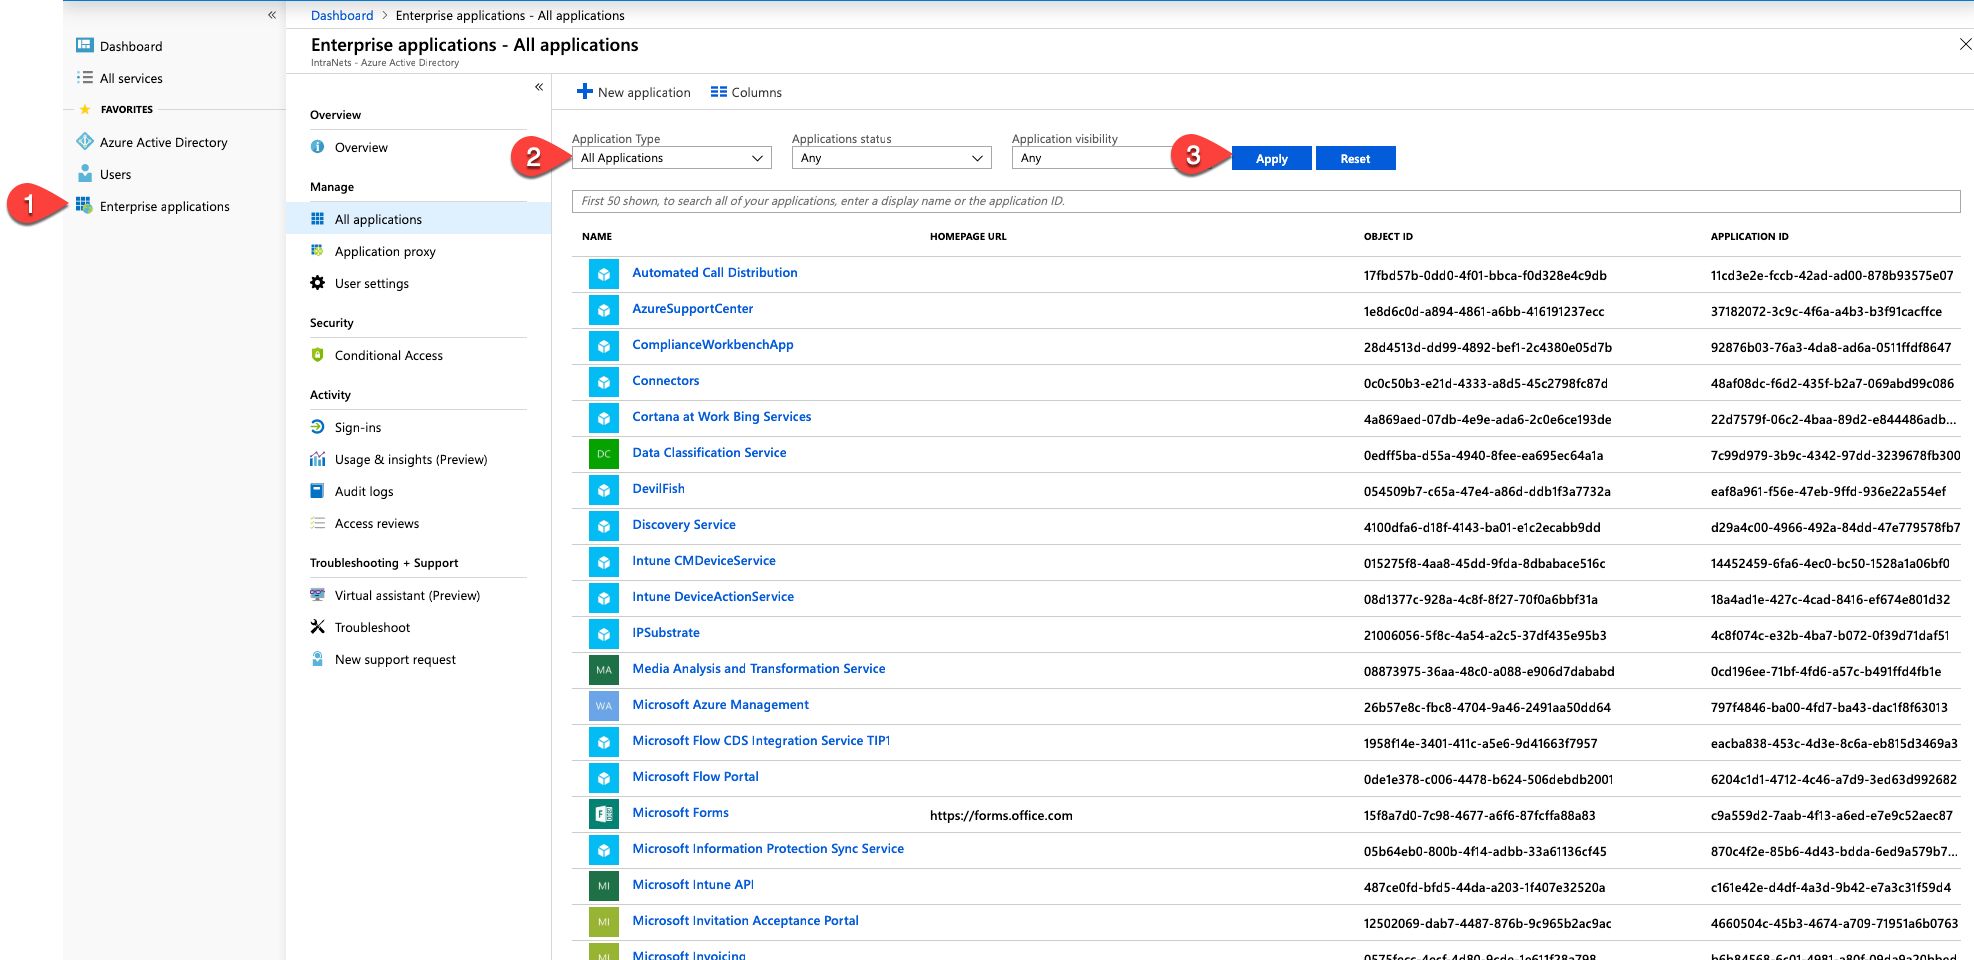 «
Dashboard > Enterprise applications - All applications
Enterprise applications - All applications
IntraNets - Azure Active Directory
Dashboard
All services
FAVORITES
Azure Active Directory
Users
1
Enterprise applications
«
Overview
Overview
Manage
All applications
Application proxy
User settings
Security
Conditional Access
Activity
Sign-ins
Usage & insights (Preview)
Audit logs
Access reviews
Troubleshooting + Support
Virtual assistant (Preview)
Troubleshoot
New support request
New application Columns
Application Type Applications status Application visibility
2 All Applications Any Any 3 Apply Reset
First 50 shown, to search all of your applications, enter a display name or the application ID.
NAME HOMEPAGE URL OBJECT ID APPLICATION ID
Automated Call Distribution 17fbd57b-0dd0-4f01-bbca-f0d328e4c9db 11cd3e2e-fccb-42ad-ad00-878b93575e07
AzureSupportCenter 1e8d6c0d-a894-4861-a6bb-416191237ecc 37182072-3c9c-4f6a-a4b3-b3f91cacffce
ComplianceWorkbenchApp 28d4513d-dd99-4892-bef1-2c4380e05d7b 92876b03-76a3-4da8-ad6a-0511ffdf8647
Connectors 0c0c50b3-e21d-4333-a8d5-45c2798fc87d 48af08dc-f6d2-435f-b2a7-069abd99c086
Cortana at Work Bing Services 4a869aed-07db-4e9e-ada6-2c0e6ce193de 22d7579f-06c2-4baa-89d2-e844486adb...
DC Data Classification Service 0edff5ba-d55a-4940-8fee-ea695ec64a1a 7c99d979-3b9c-4342-97dd-3239678fb300
DevilFish 054509b7-c65a-47e4-a86d-ddb1f3a7732a eaf8a961-f56e-47eb-9ffd-936e22a554ef
Discovery Service 4100dfa6-d18f-4143-ba01-e1c2ecabb9dd d29a4c00-4966-492a-84dd-47e779578fb7
Intune CMDeviceService 015275f8-4aa8-45dd-9fda-8dbabace516c 14452459-6fa6-4ec0-bc50-1528a1a06bf0
Intune DeviceActionService 08d1377c-928a-4c8f-8f27-70f0a6bbf31a 18a4ad1e-427c-4cad-8416-ef674e801d32
IPSubstrate 21006056-5f8c-4a54-a2c5-37df435e95b3 4c8f074c-e32b-4ba7-b072-0f39d71daf51
MA Media Analysis and Transformation Service 08873975-36aa-48c0-a088-e906d7dababd 0cd196ee-71bf-4fd6-a57c-b491ffd4fb1e
WA Microsoft Azure Management 26b57e8c-fbc8-4704-9a46-2491aa50dd64 797f4846-ba00-4fd7-ba43-dac1f8f63013
Microsoft Flow CDS Integration Service TIP1 1958f14e-3401-411c-a5e6-9d41663f7957 eacba838-453c-4d3e-8c6a-eb815d3469a3
Microsoft Flow Portal 0de1e378-c006-4478-b624-506debdb2001 6204c1d1-4712-4c46-a7d9-3ed63d992682
Microsoft Forms https://forms.office.com 15f8a7d0-7c98-4677-a6f6-87fcffa88a83 c9a559d2-7aab-4f13-a6ed-e7e9c52aec87
Microsoft Information Protection Sync Service 05b64eb0-800b-4f14-adbb-33a61136cf45 870c4f2e-85b6-4d43-bdda-6ed9a579b7...
MI Microsoft Intune API 487ce0fd-bfd5-44da-a203-1f407e32520a c161e42e-d4df-4a3d-9b42-e7a3c31f59d4
MI Microsoft Invitation Acceptance Portal 12502069-dab7-4487-876b-9c965b2ac9ac 4660504c-45b3-4674-a709-71951a6b0763
MI Microsoft Invoicing